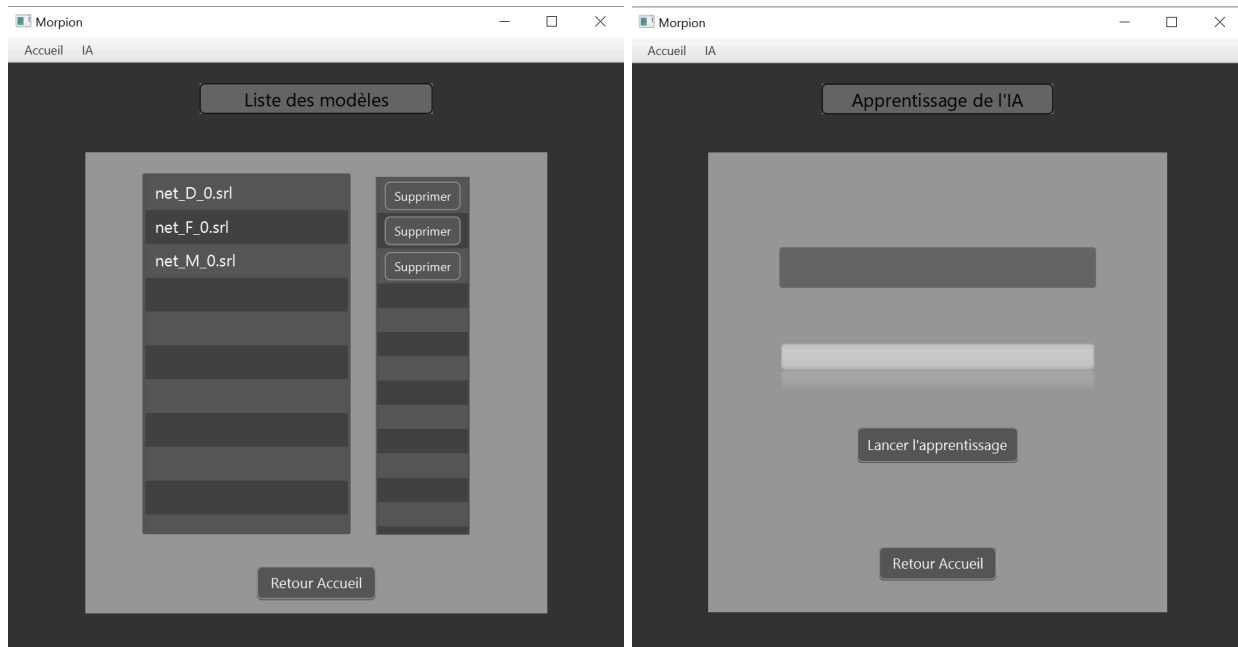 Morpion
Accueil IA
Liste des modèles
net_D_0.srl
Supprimer
net_F_0.srl
Supprimer
net_M_0.srl
Supprimer
Retour Accueil
Morpion
Accueil IA
Apprentissage de l'IA
Lancer l'apprentissage
Retour Accueil